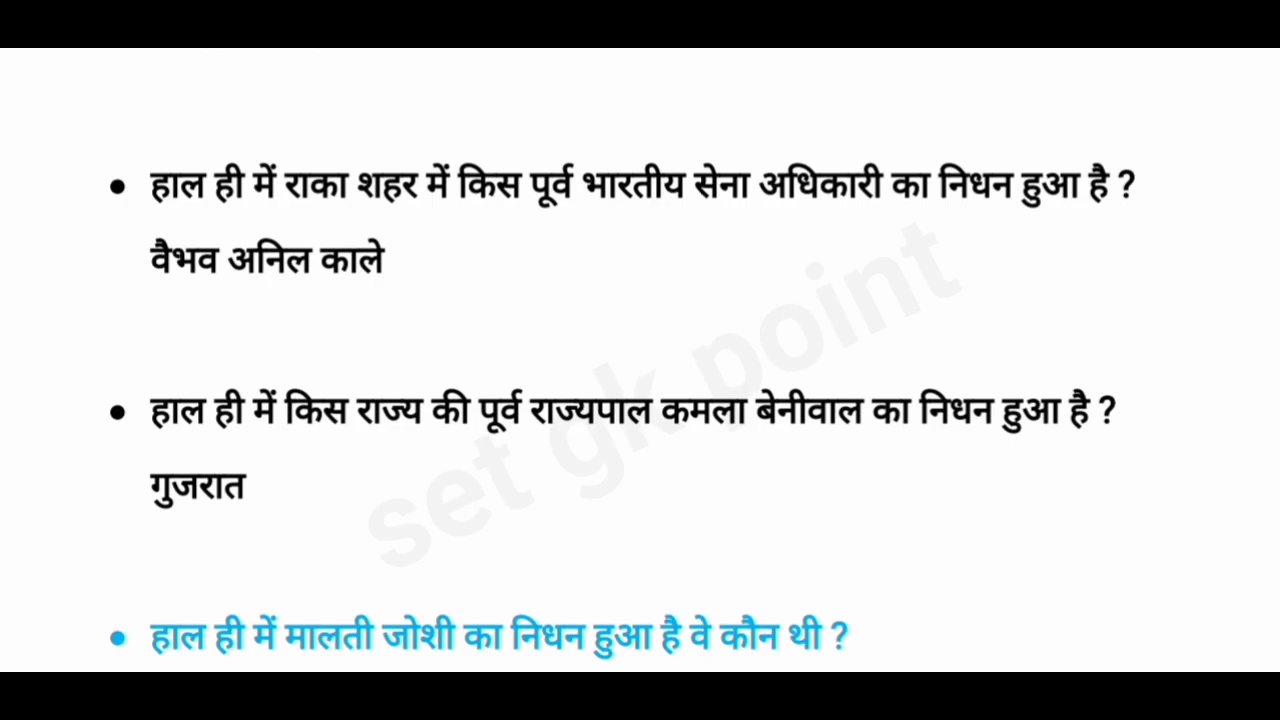 • हाल ही में राका शहर में किस पूर्व भारतीय सेना अधिकारी का निधन हुआ है ?
वैभव अनिल काले
• हाल ही में किस राज्य की पूर्व राज्यपाल कमला बेनीवाल का निधन हुआ है ?
गुजरात
• हाल ही में मालती जोशी का निधन हुआ है वे कौन थी ?
set gk point